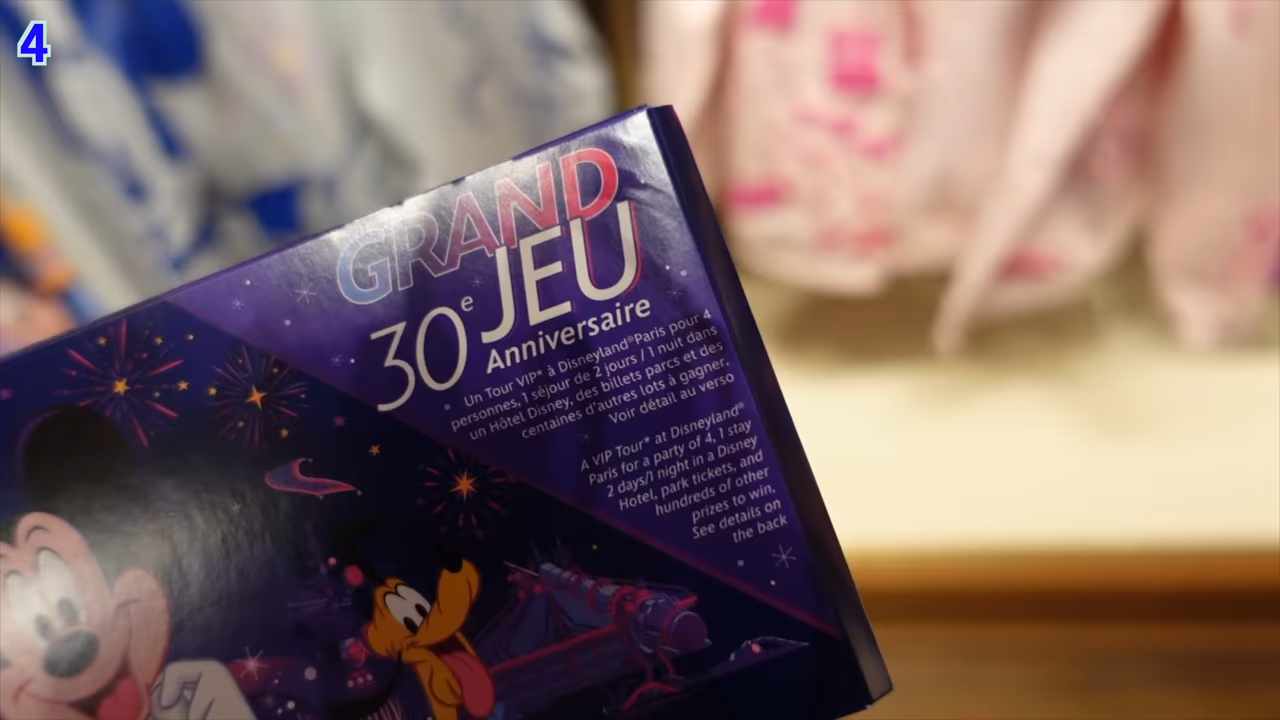 4
GRAND
JEU
30e
Anniversaire
Un Tour VIP* à Disneyland®Paris pour 4
personnes, 1 séjour de 2 jours / 1 nuit dans
un Hôtel Disney, des billets parcs et des
centaines d'autres lots à gagner.
Voir détail au verso
A VIP Tour* at Disneyland®
Paris for a party of 4, 1 stay
2 days/1 night in a Disney
Hotel, park tickets, and
hundreds of other
prizes to win.
See details on
the back